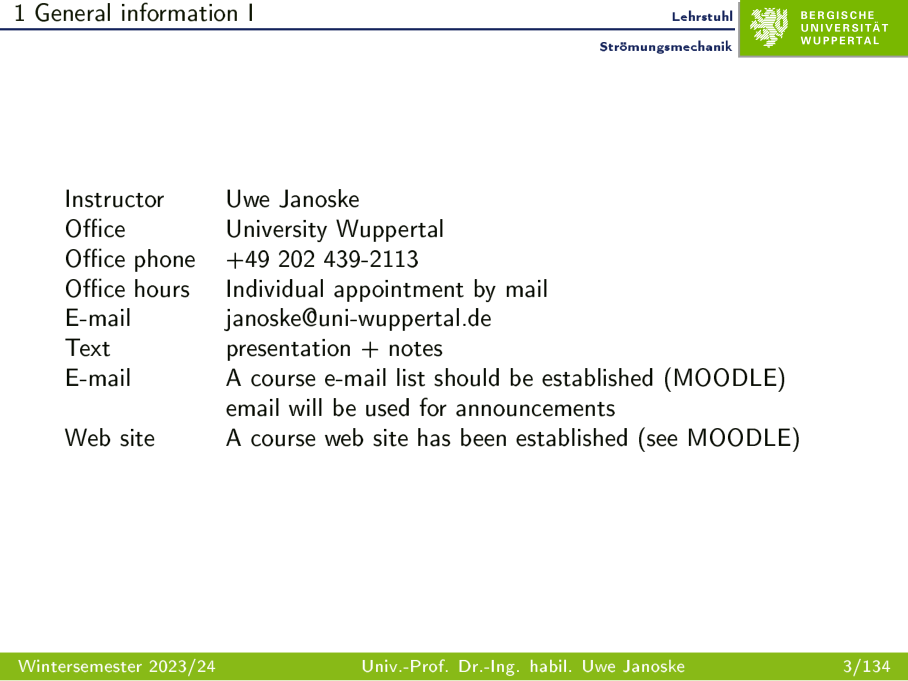 1 General information I
Lehrstuhl
Strömungsmechanik
BERGISCHE
UNIVERSITÄT
WUPPERTAL
Instructor Uwe Janoske
Office University Wuppertal
Office phone +49 202 439-2113
Office hours Individual appointment by mail
E-mail janoske@uni-wuppertal.de
Text presentation + notes
E-mail A course e-mail list should be established (MOODLE)
email will be used for announcements
Web site A course web site has been established (see MOODLE)
Wintersemester 2023/24 Univ.-Prof. Dr.-Ing. habil. Uwe Janoske 3/134